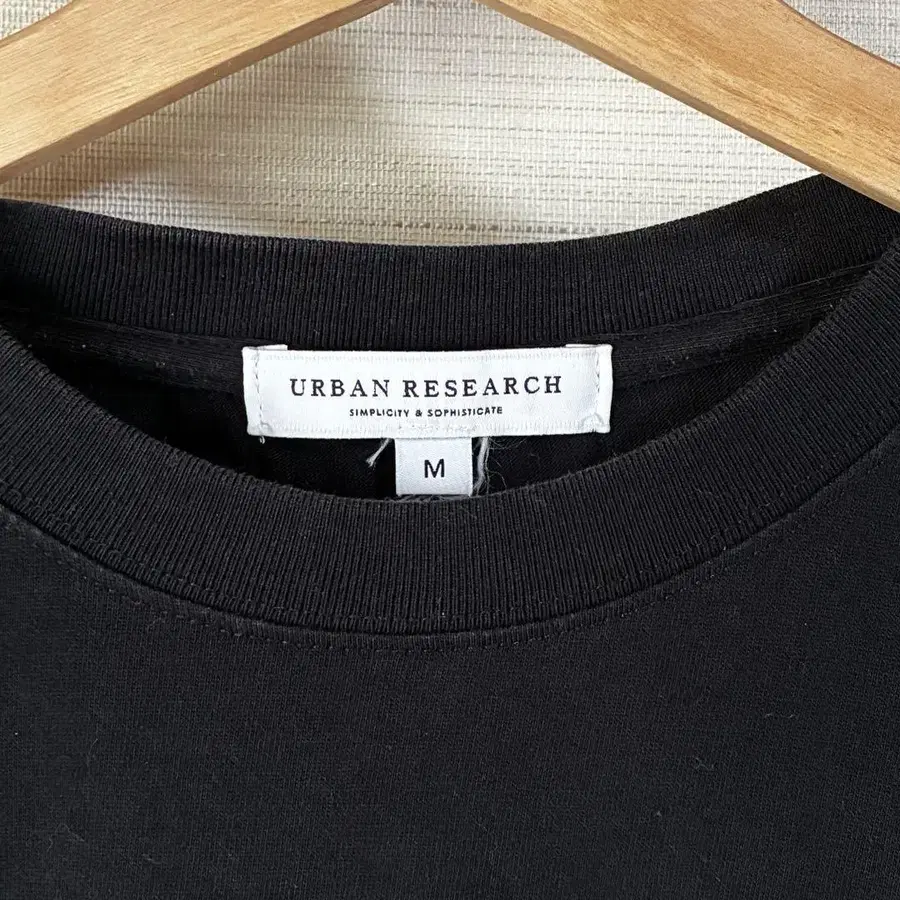 URBAN RESEARCH
SIMPLICITY & SOPHISTICATE
M